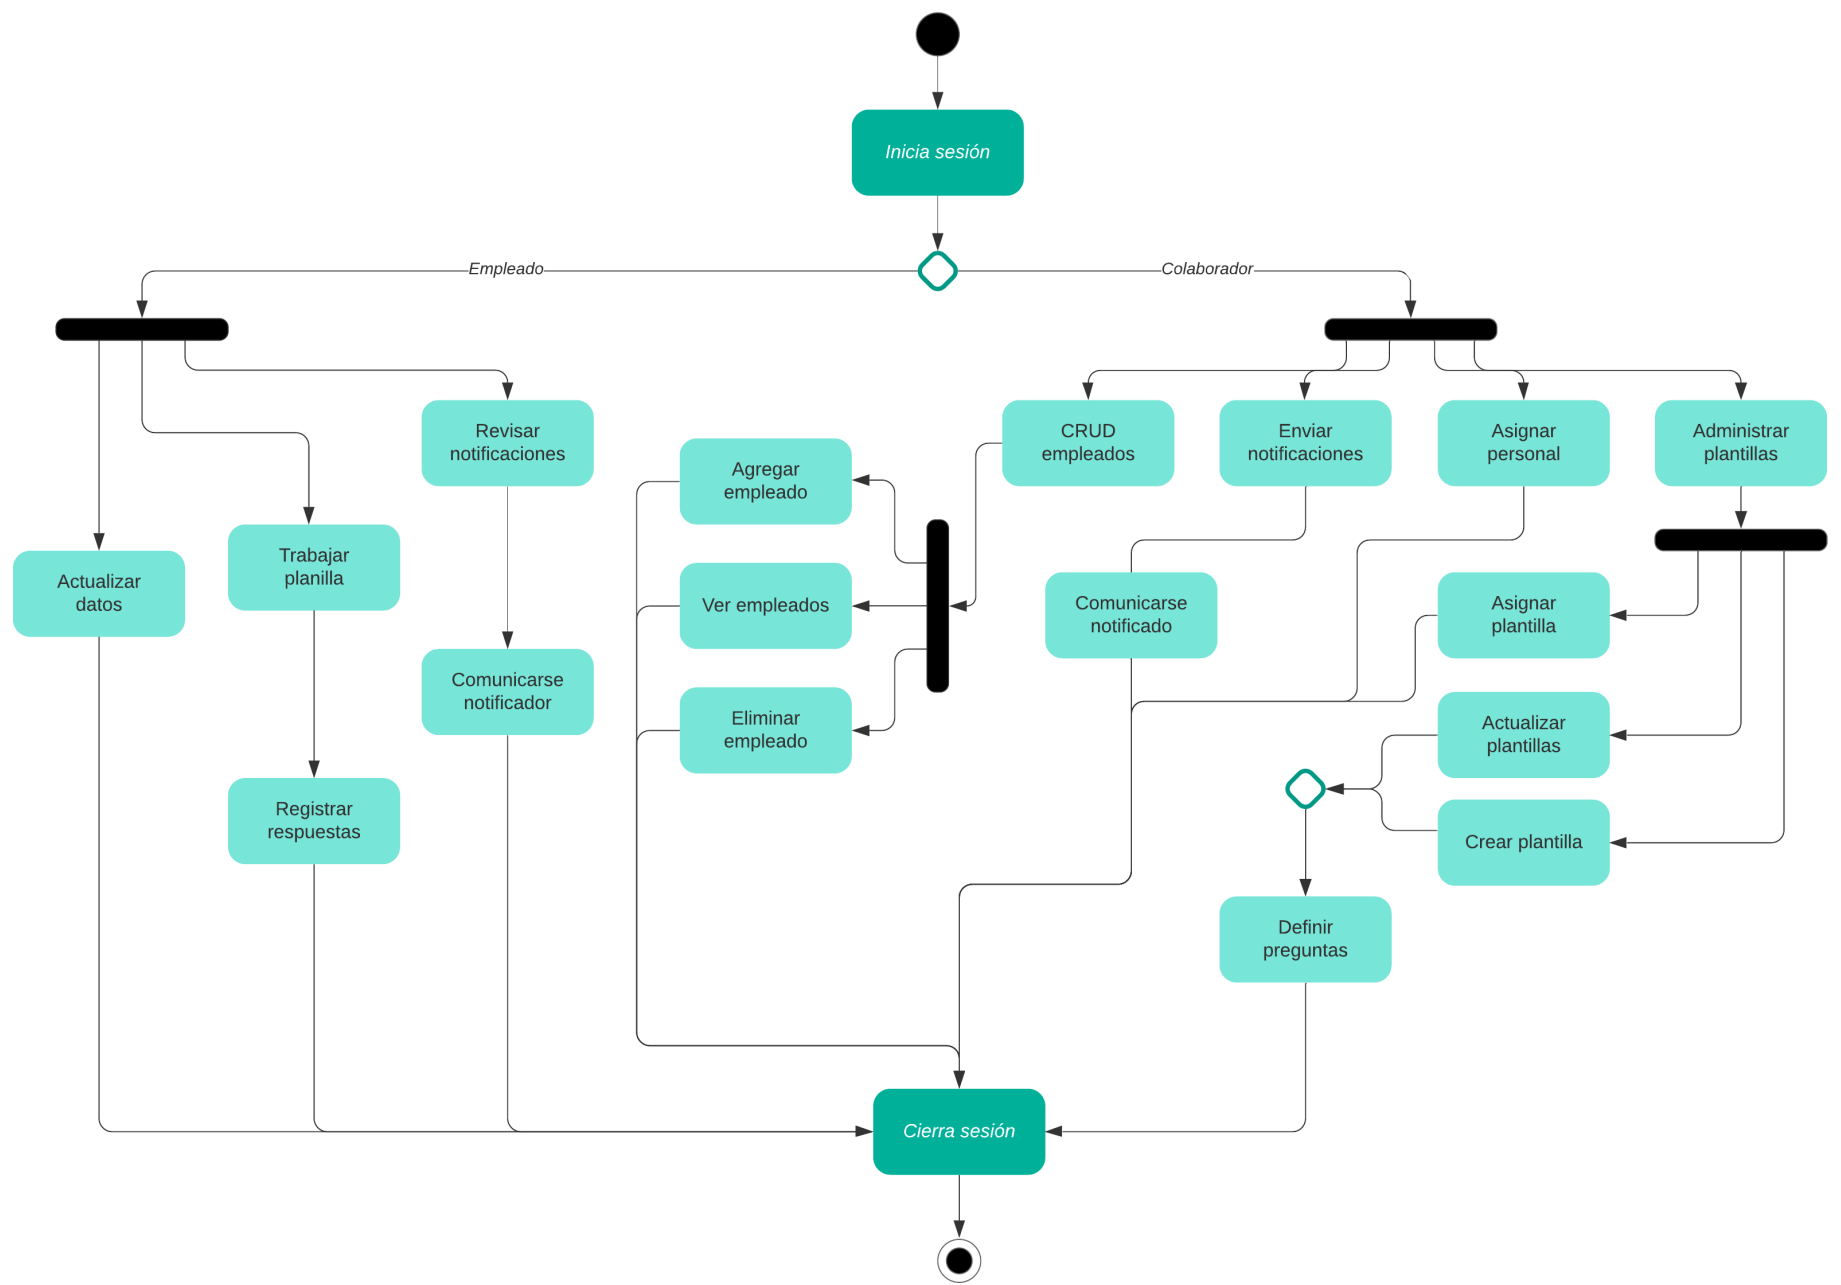 Inicia sesión
Empleado
Colaborador
Revisar
notificaciones
CRUD
empleados
Enviar
notificaciones
Asignar
personal
Administrar
plantillas
Agregar
empleado
Trabajar
planilla
Actualizar
datos
Ver empleados
Comunicarse
notificado
Asignar
plantilla
Comunicarse
notificador
Eliminar
empleado
Actualizar
plantillas
Registrar
respuestas
Crear plantilla
Definir
preguntas
Cierra sesión